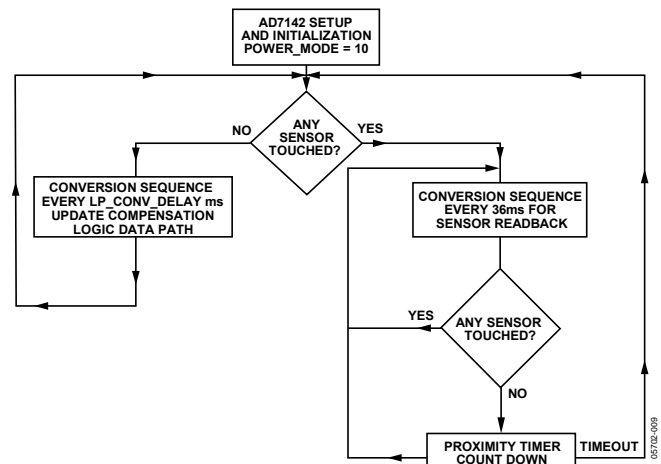 AD7142 SETUP
AND INITIALIZATION
POWER_MODE = 10
NO
ANY
SENSOR
TOUCHED?
YES
CONVERSION SEQUENCE
EVERY LP_CONV_DELAY ms
UPDATE COMPENSATION
LOGIC DATA PATH
CONVERSION SEQUENCE
EVERY 36ms FOR
SENSOR READBACK
YES
ANY SENSOR
TOUCHED?
NO
PROXIMITY TIMER
COUNT DOWN
TIMEOUT
05702-009